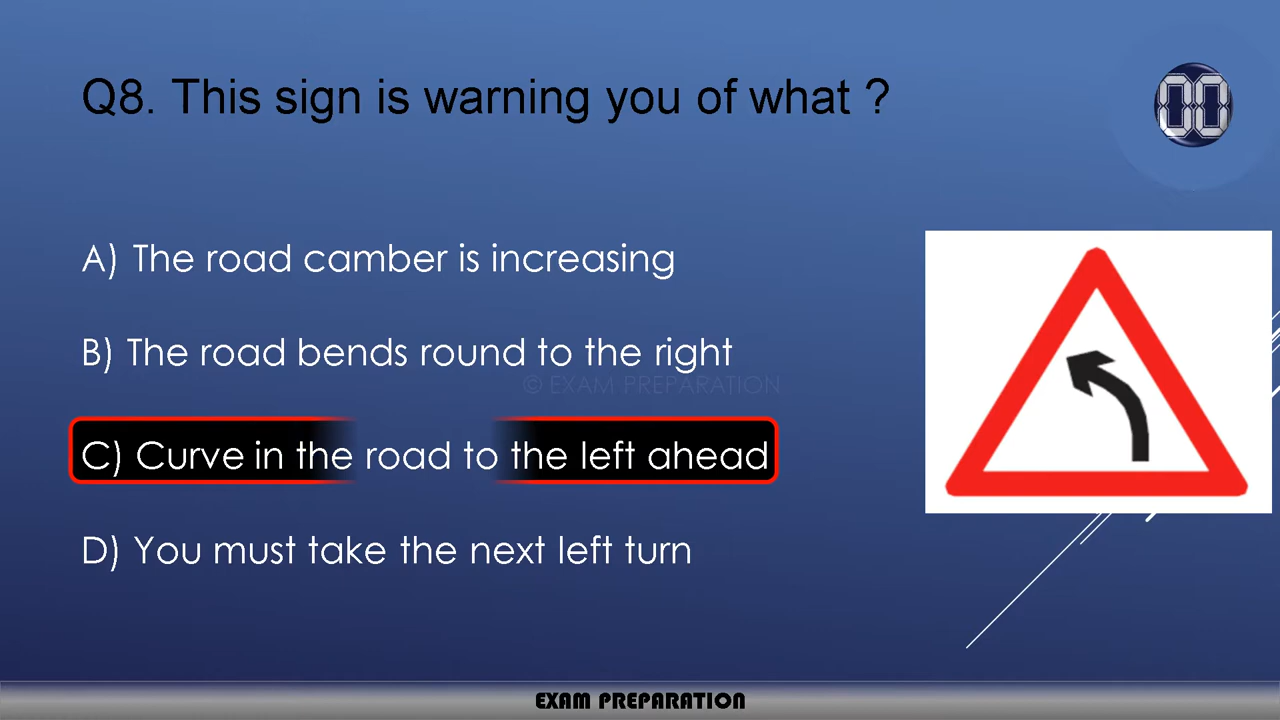 Q8. This sign is warning you of what ?
00
A) The road camber is increasing
B) The road bends round to the right
© EXAM PREPARATION
C) Curve in the road to the left ahead
D) You must take the next left turn
EXAM PREPARATION